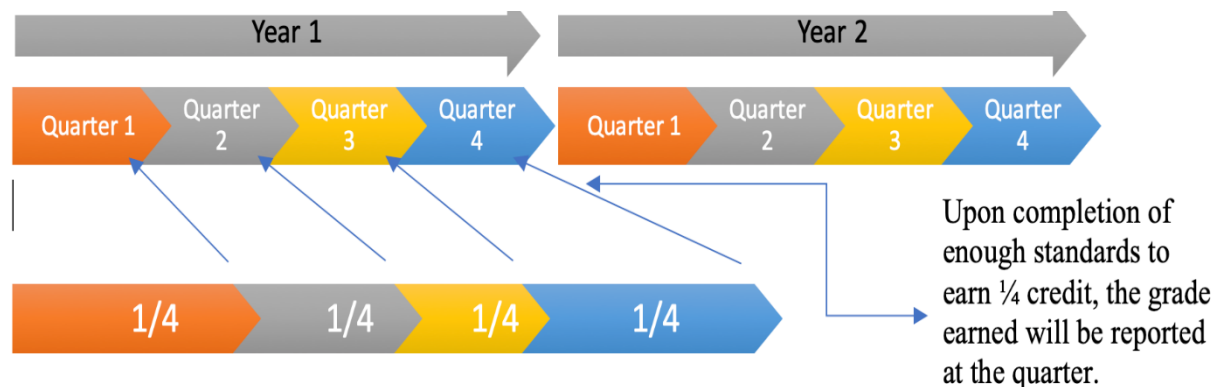 Year 1
Year 2
Quarter 1
Quarter
2
Quarter
3
Quarter
4
Quarter 1
Quarter
2
Quarter
3
Quarter
4
Upon completion of
enough standards to
earn ¼ credit, the grade
earned will be reported
at the quarter.
1/4
1/4
1/4
1/4